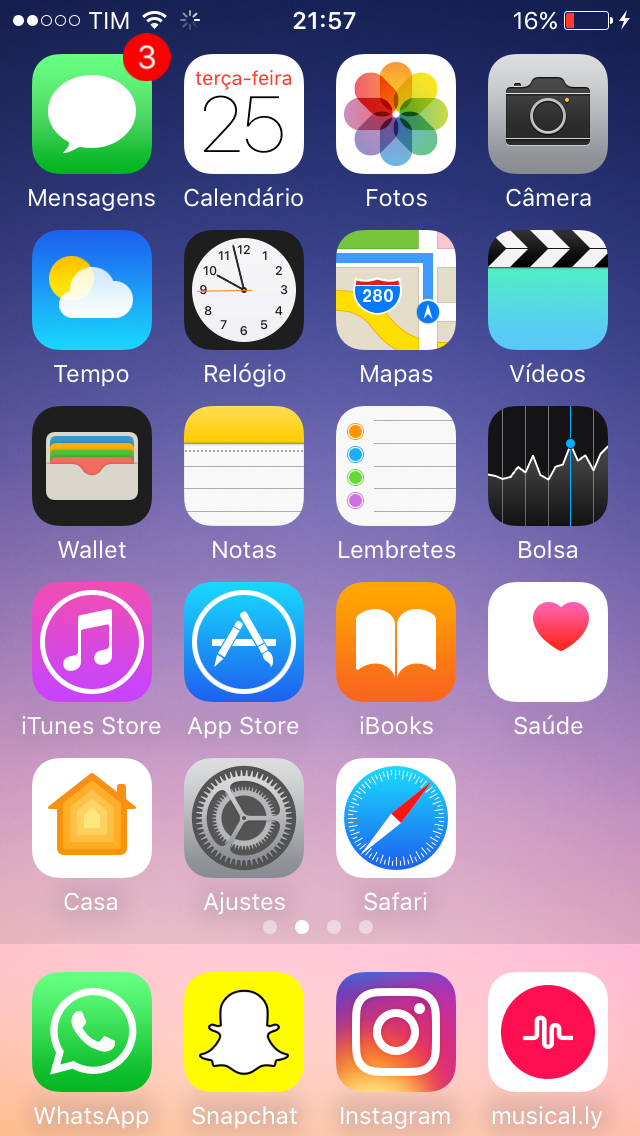 TIM 21:57 16%
3
terça-feira
25
Mensagens Calendário Fotos Câmera
11 12 1
10 2
9 3
8 4
7 6 5
280
Tempo Relógio Mapas Vídeos
Wallet Notas Lembretes Bolsa
iTunes Store App Store iBooks Saúde
Casa Ajustes Safari
WhatsApp Snapchat Instagram musical.ly